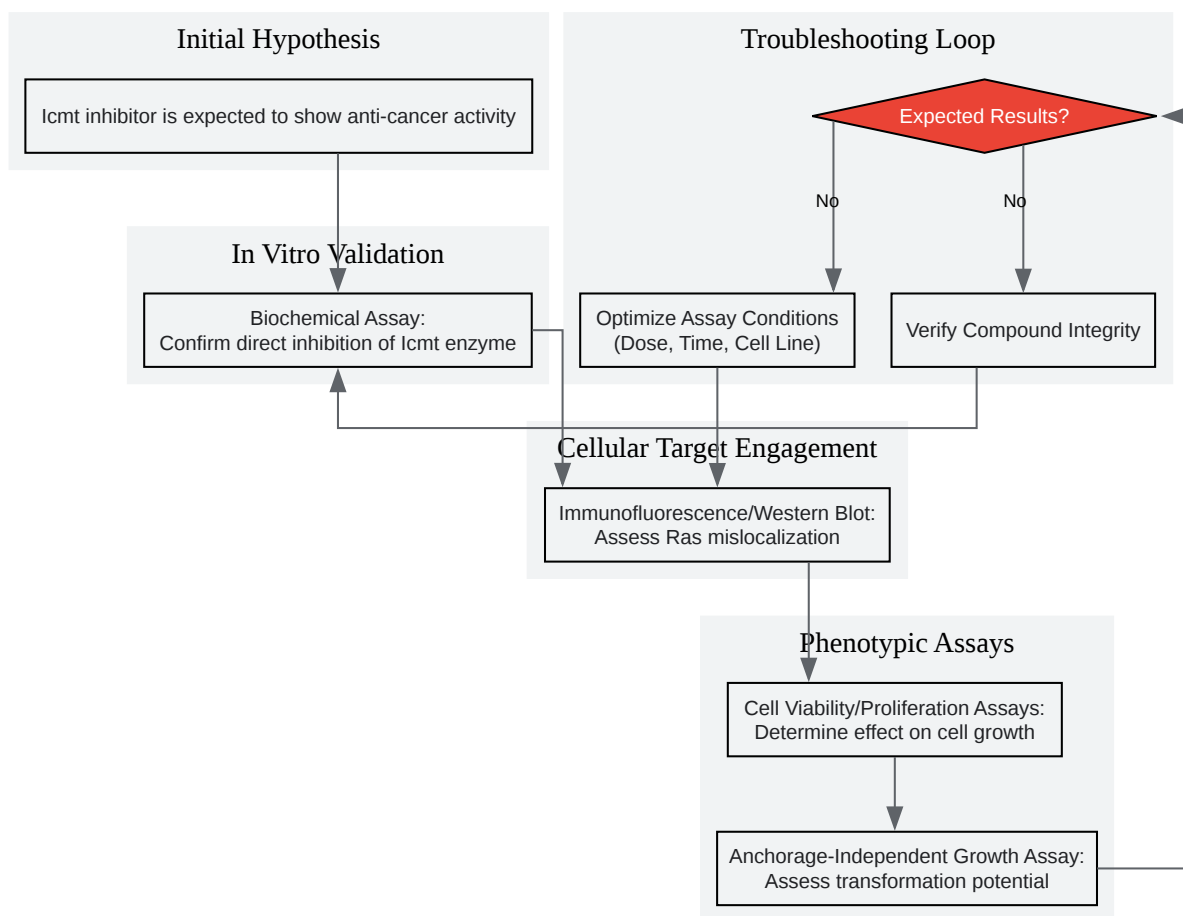 Initial Hypothesis
Icmt inhibitor is expected to show anti-cancer activity
Troubleshooting Loop
Expected Results?
No
No
In Vitro Validation
Biochemical Assay:
Confirm direct inhibition of Icmt enzyme
Optimize Assay Conditions
(Dose, Time, Cell Line)
Verify Compound Integrity
Cellular Target Engagement
Immunofluorescence/Western Blot:
Assess Ras mislocalization
Phenotypic Assays
Cell Viability/Proliferation Assays:
Determine effect on cell growth
Anchorage-Independent Growth Assay:
Assess transformation potential